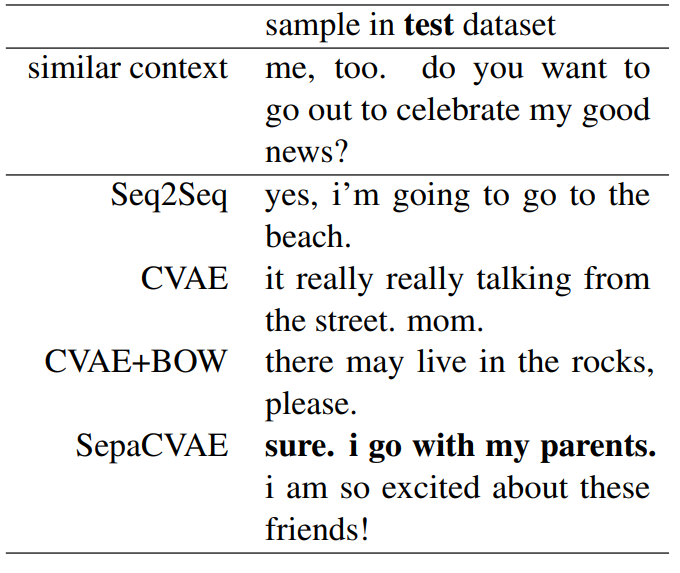 sample in test dataset
similar context me, too. do you want to
go out to celebrate my good
news?
Seq2Seq yes, i'm going to go to the
beach.
CVAE it really really talking from
the street. mom.
CVAE+BOW there may live in the rocks,
please.
SepaCVAE sure. i go with my parents.
i am so excited about these
friends!